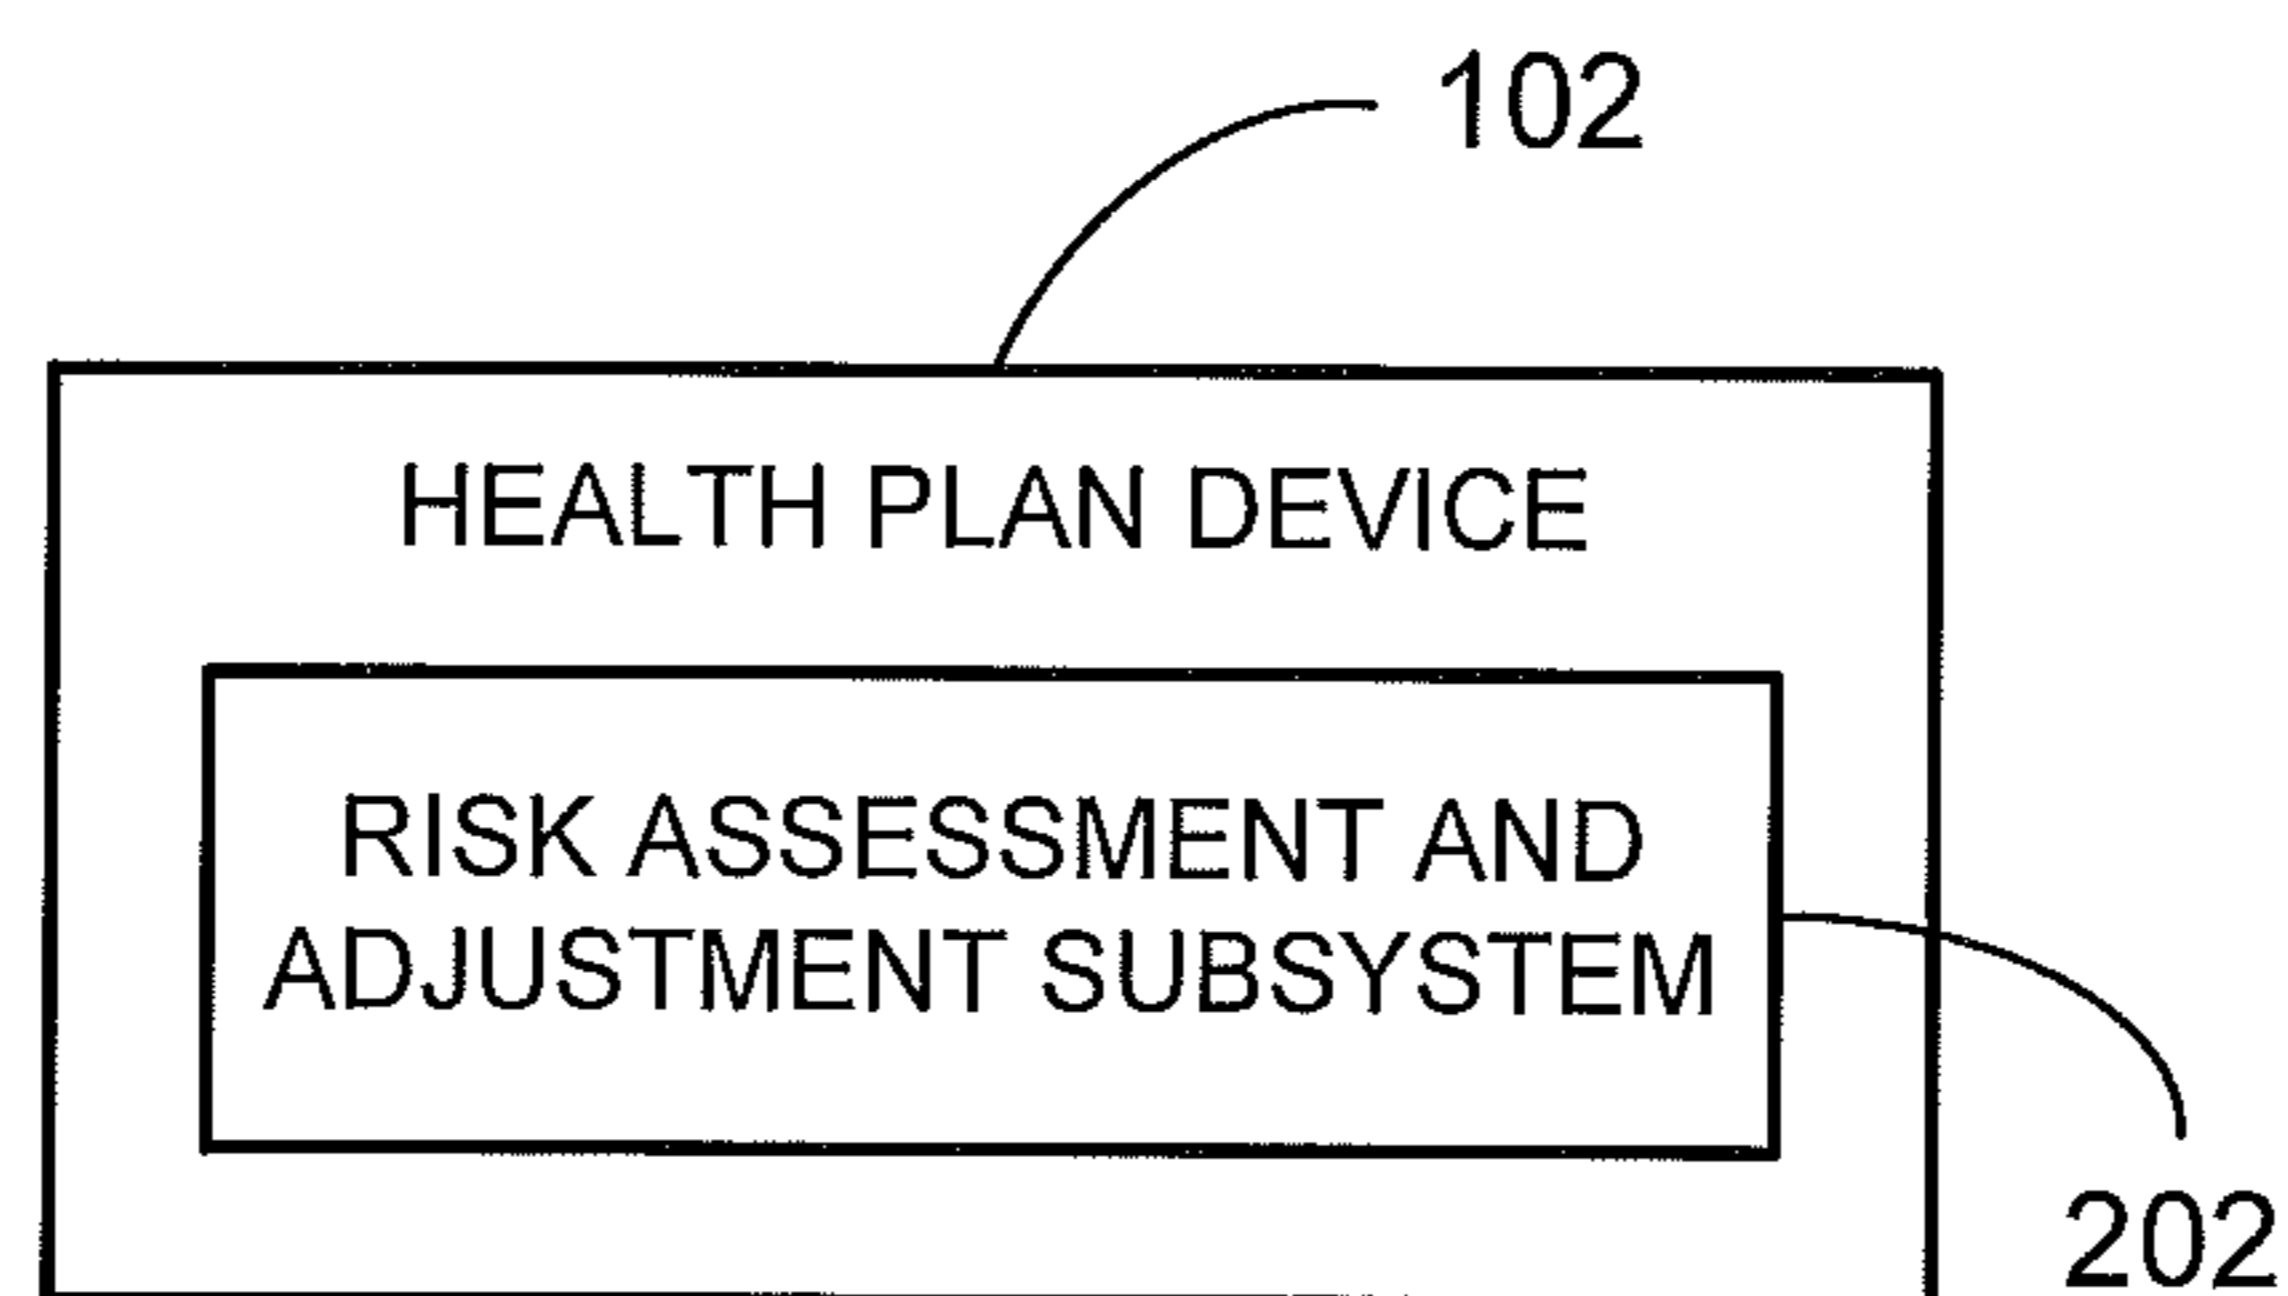 102
HEALTH PLAN DEVICE
RISK ASSESSMENT AND
ADJUSTMENT SUBSYSTEM
202